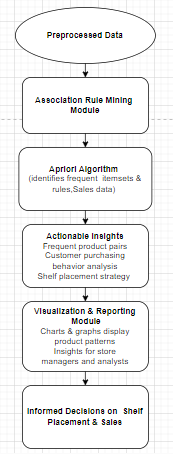 Preprocessed Data
Association Rule Mining
Module
Apriori Algorithm
(identifies frequent itemsets &
rules,Sales data)
Actionable Insights
Frequent product pairs
Customer purchasing
behavior analysis
Shelf placement strategy
Visualization & Reporting
Module
Charts & graphs display
product patterns
Insights for store
managers and analysts
Informed Decisions on Shelf
Placement & Sales